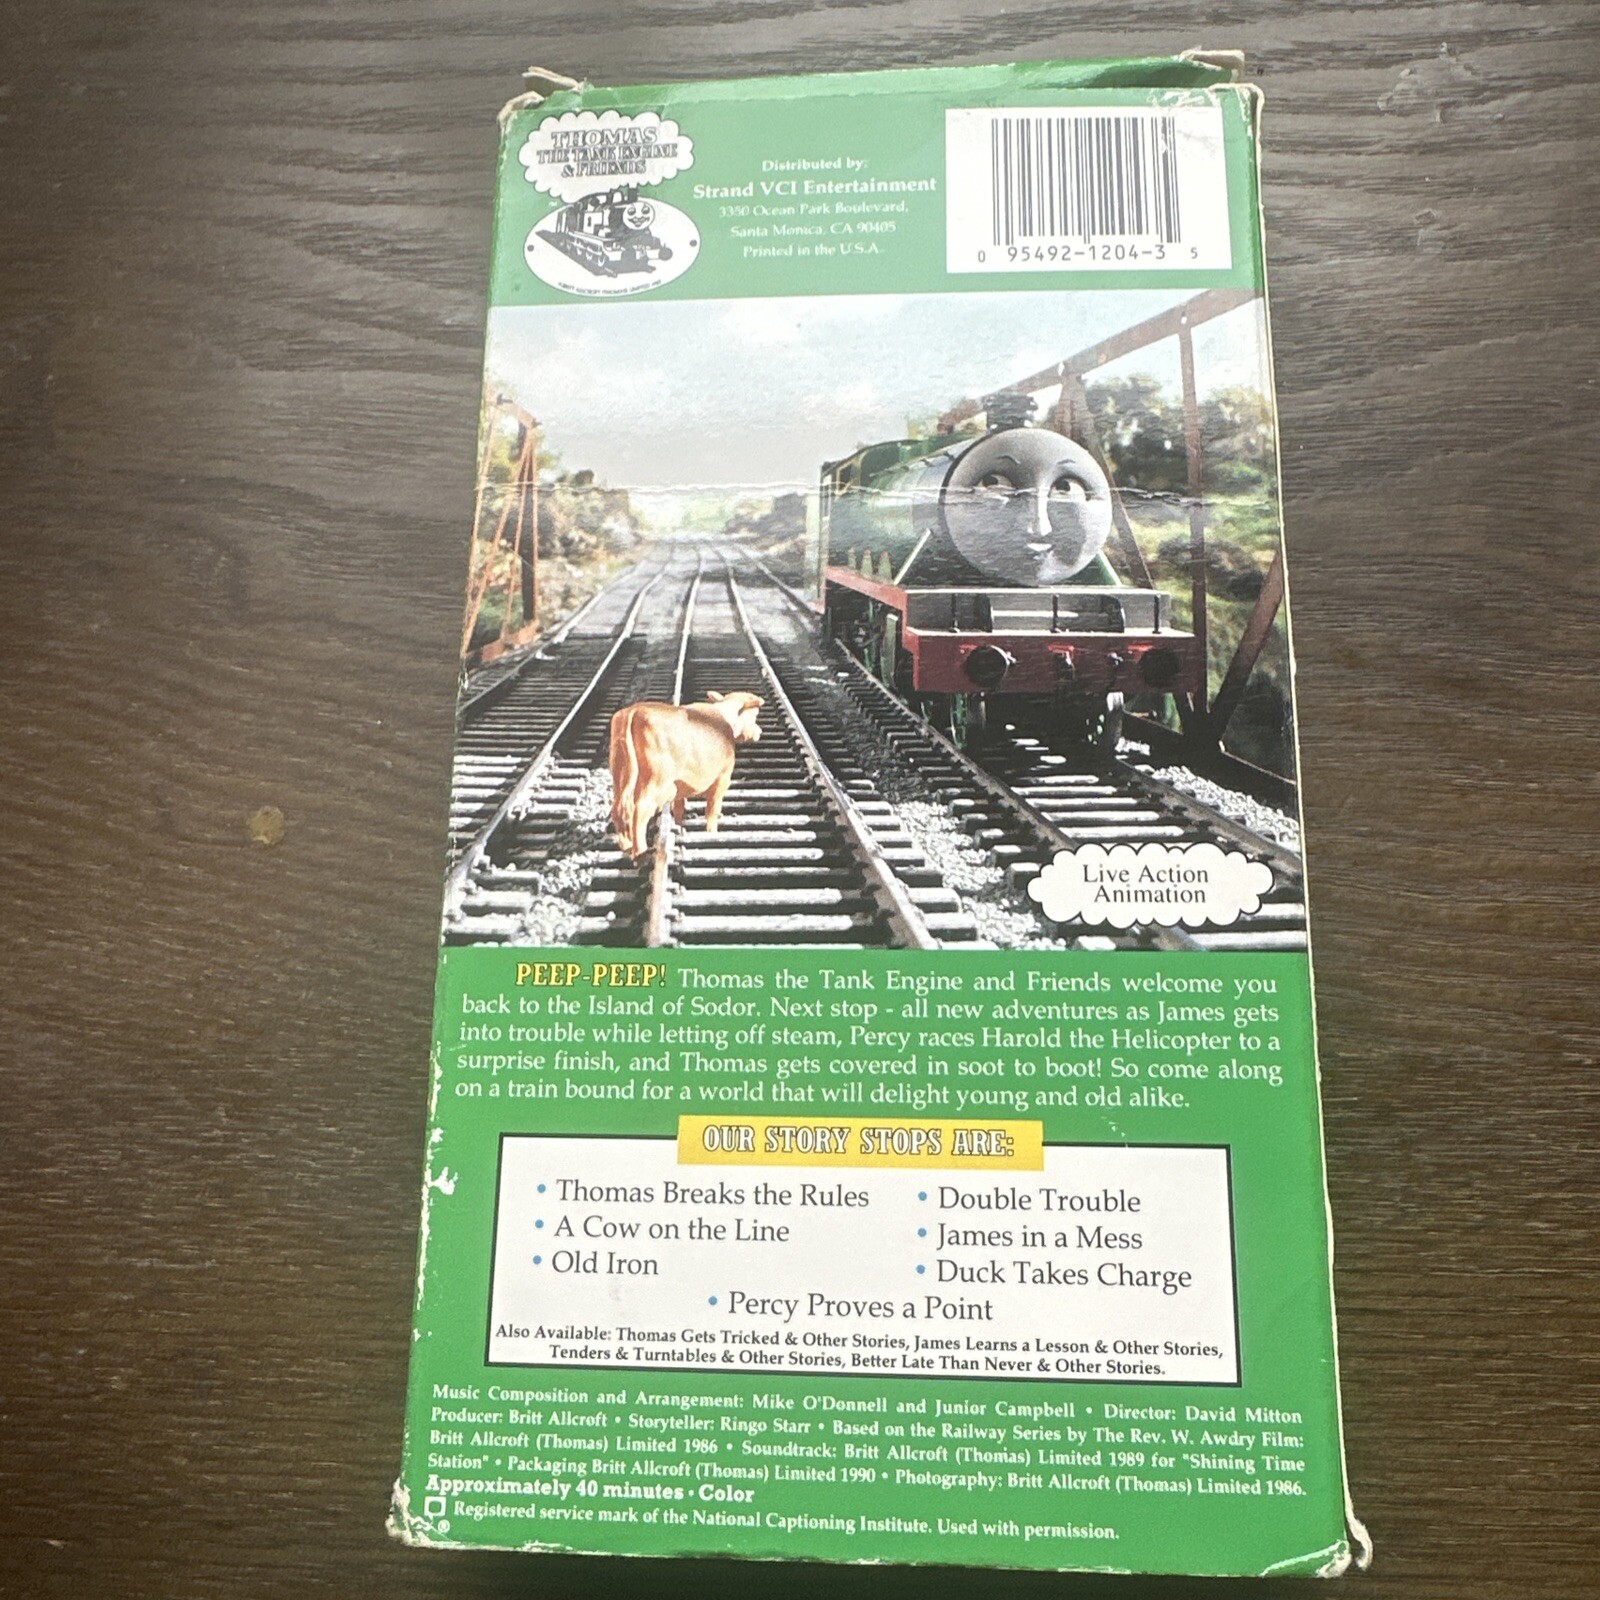 THOMAS
THE TANK ENGINE
& FRIENDS
Distributed by:
Strand VCI Entertainment
3350 Ocean Park Boulevard,
Santa Monica, CA 90405
Printed in the U.S.A.
0 95492-1204-3 5
Live Action
Animation
PEEP-PEEP! Thomas the Tank Engine and Friends welcome you
back to the Island of Sodor. Next stop - all new adventures as James gets
into trouble while letting off steam, Percy races Harold the Helicopter to a
surprise finish, and Thomas gets covered in soot to boot! So come along
on a train bound for a world that will delight young and old alike.
OUR STORY STOPS ARE:
• Thomas Breaks the Rules
• A Cow on the Line
• Old Iron
• Double Trouble
• James in a Mess
• Duck Takes Charge
• Percy Proves a Point
Also Available: Thomas Gets Tricked & Other Stories, James Learns a Lesson & Other Stories,
Tenders & Turntables & Other Stories, Better Late Than Never & Other Stories.
Music Composition and Arrangement: Mike O'Donnell and Junior Campbell • Director: David Mitton
Producer: Britt Allcroft • Storyteller: Ringo Starr • Based on the Railway Series by The Rev. W. Awdry Film:
Britt Allcroft (Thomas) Limited 1986 • Soundtrack: Britt Allcroft (Thomas) Limited 1989 for "Shining Time
Station" • Packaging Britt Allcroft (Thomas) Limited 1990 • Photography: Britt Allcroft (Thomas) Limited 1986.
Approximately 40 minutes • Color
® Registered service mark of the National Captioning Institute. Used with permission.